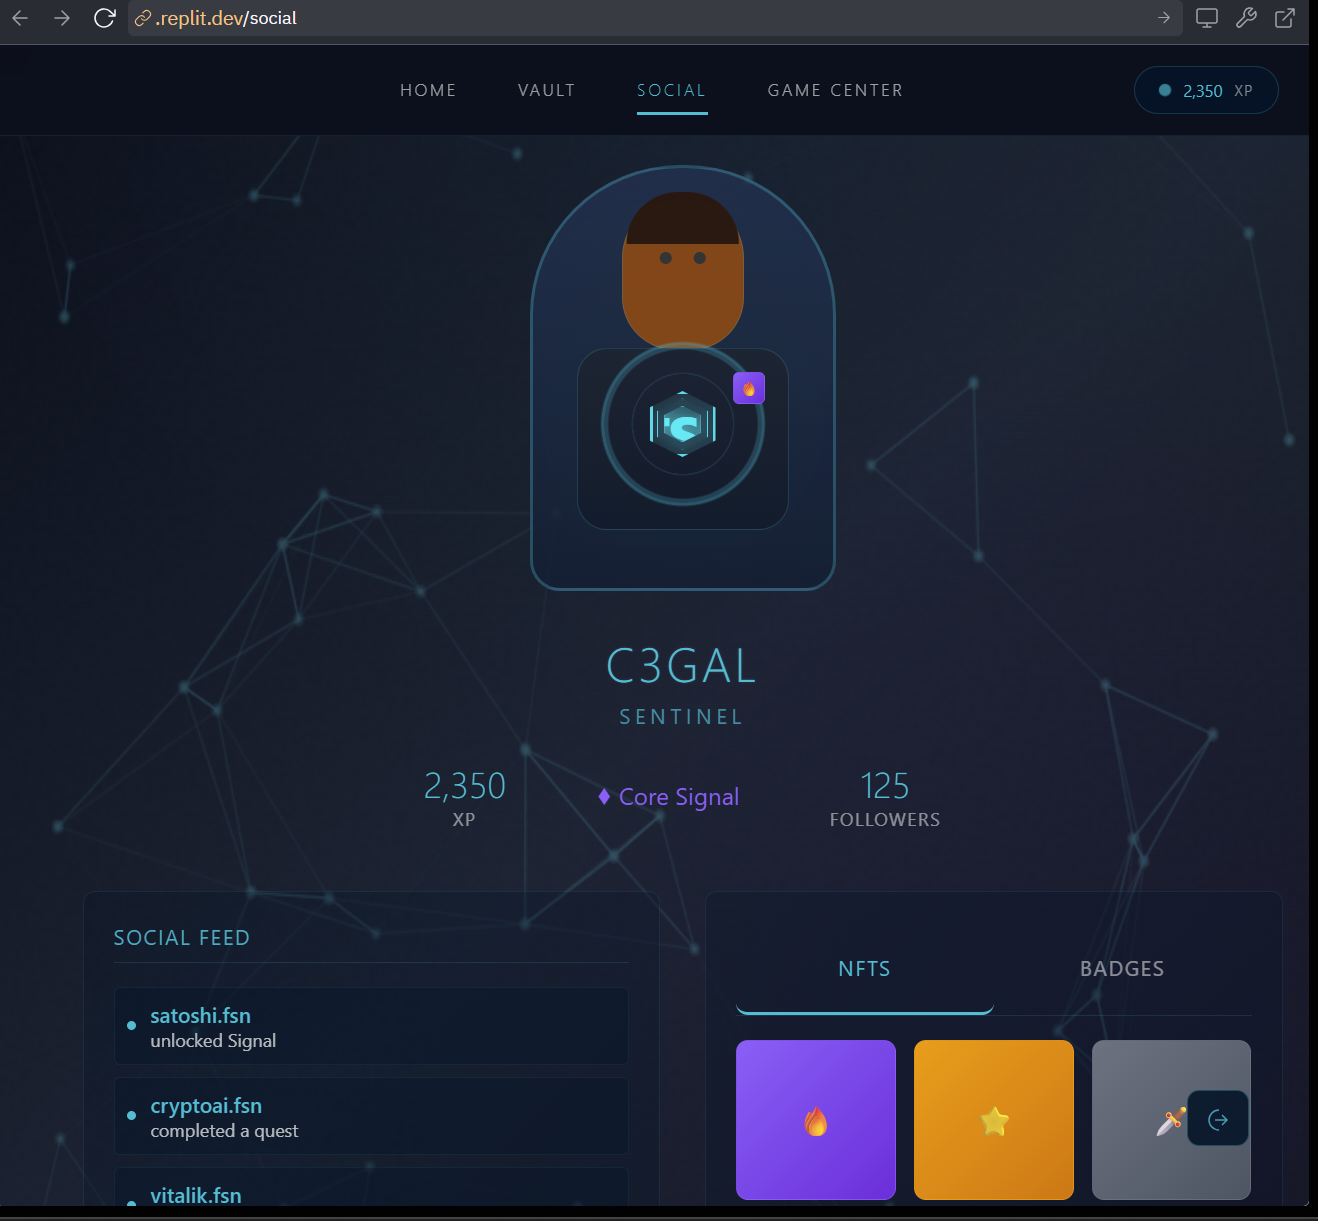 .replit.dev/social
HOME VAULT SOCIAL GAME CENTER
2,350 XP
S
C3GAL
SENTINEL
2,350
XP
Core Signal
125
FOLLOWERS
SOCIAL FEED
satoshi.fsn
unlocked Signal
cryptoai.fsn
completed a quest
vitalik.fsn
NFTS
BADGES